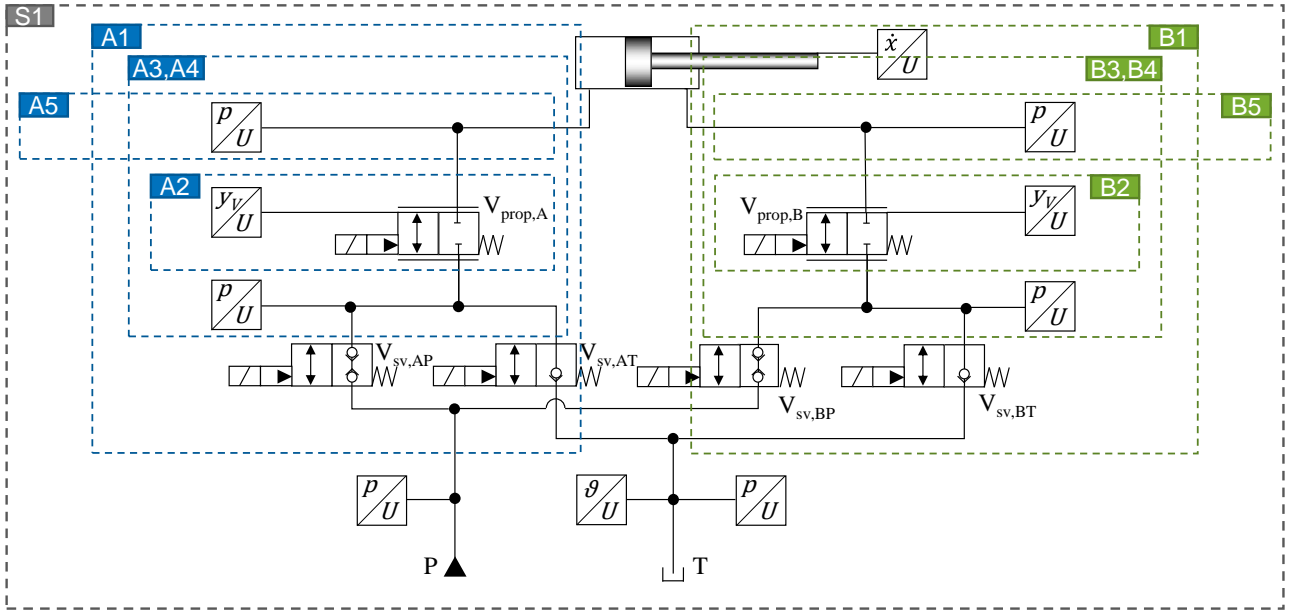 S1
A1
B1
ẋ
U
A3,A4
B3,B4
A5
B5
p
U
p
U
A2
B2
y_V
U
V_prop,A
V_prop,B
y_V
U
p
U
p
U
V_sv,AP
V_sv,AT
V_sv,BP
V_sv,BT
p
U
ϑ
U
p
U
P
T